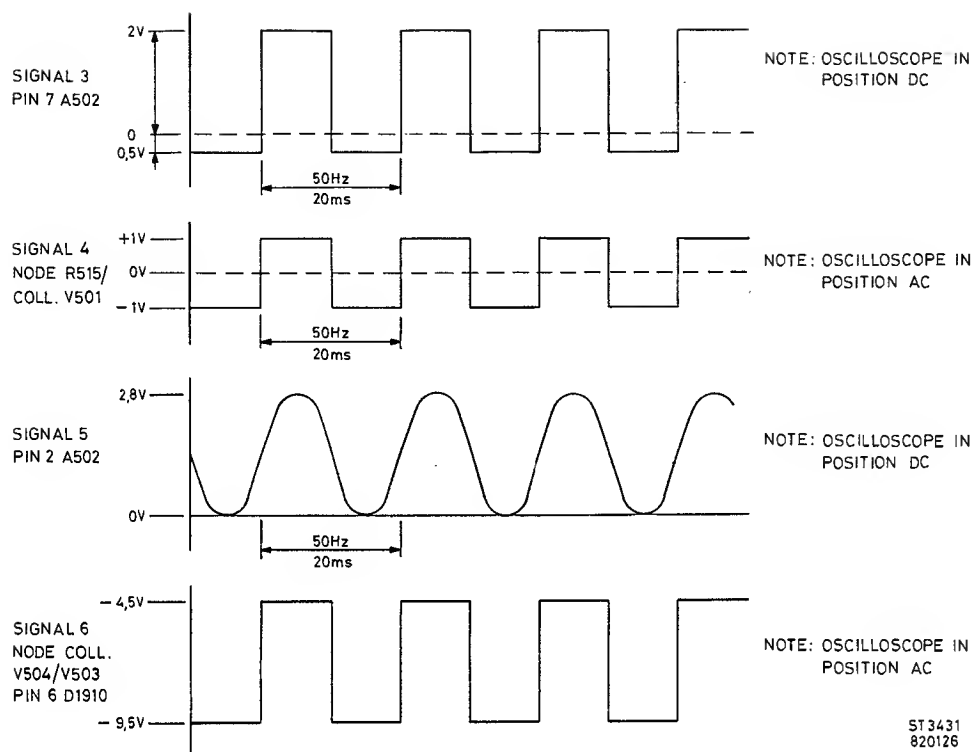 2V
SIGNAL 3
PIN 7 A502
0
0,5V
50Hz
20ms
NOTE: OSCILLOSCOPE IN
POSITION DC
SIGNAL 4
NODE R515/
COLL. V501
+1V
0V
-1V
50Hz
20ms
NOTE: OSCILLOSCOPE IN
POSITION AC
2,8V
SIGNAL 5
PIN 2 A502
0V
50Hz
20ms
NOTE: OSCILLOSCOPE IN
POSITION DC
-4,5V
SIGNAL 6
NODE COLL.
V504/V503
PIN 6 D1910
-9,5V
NOTE: OSCILLOSCOPE IN
POSITION AC
ST3431
820126